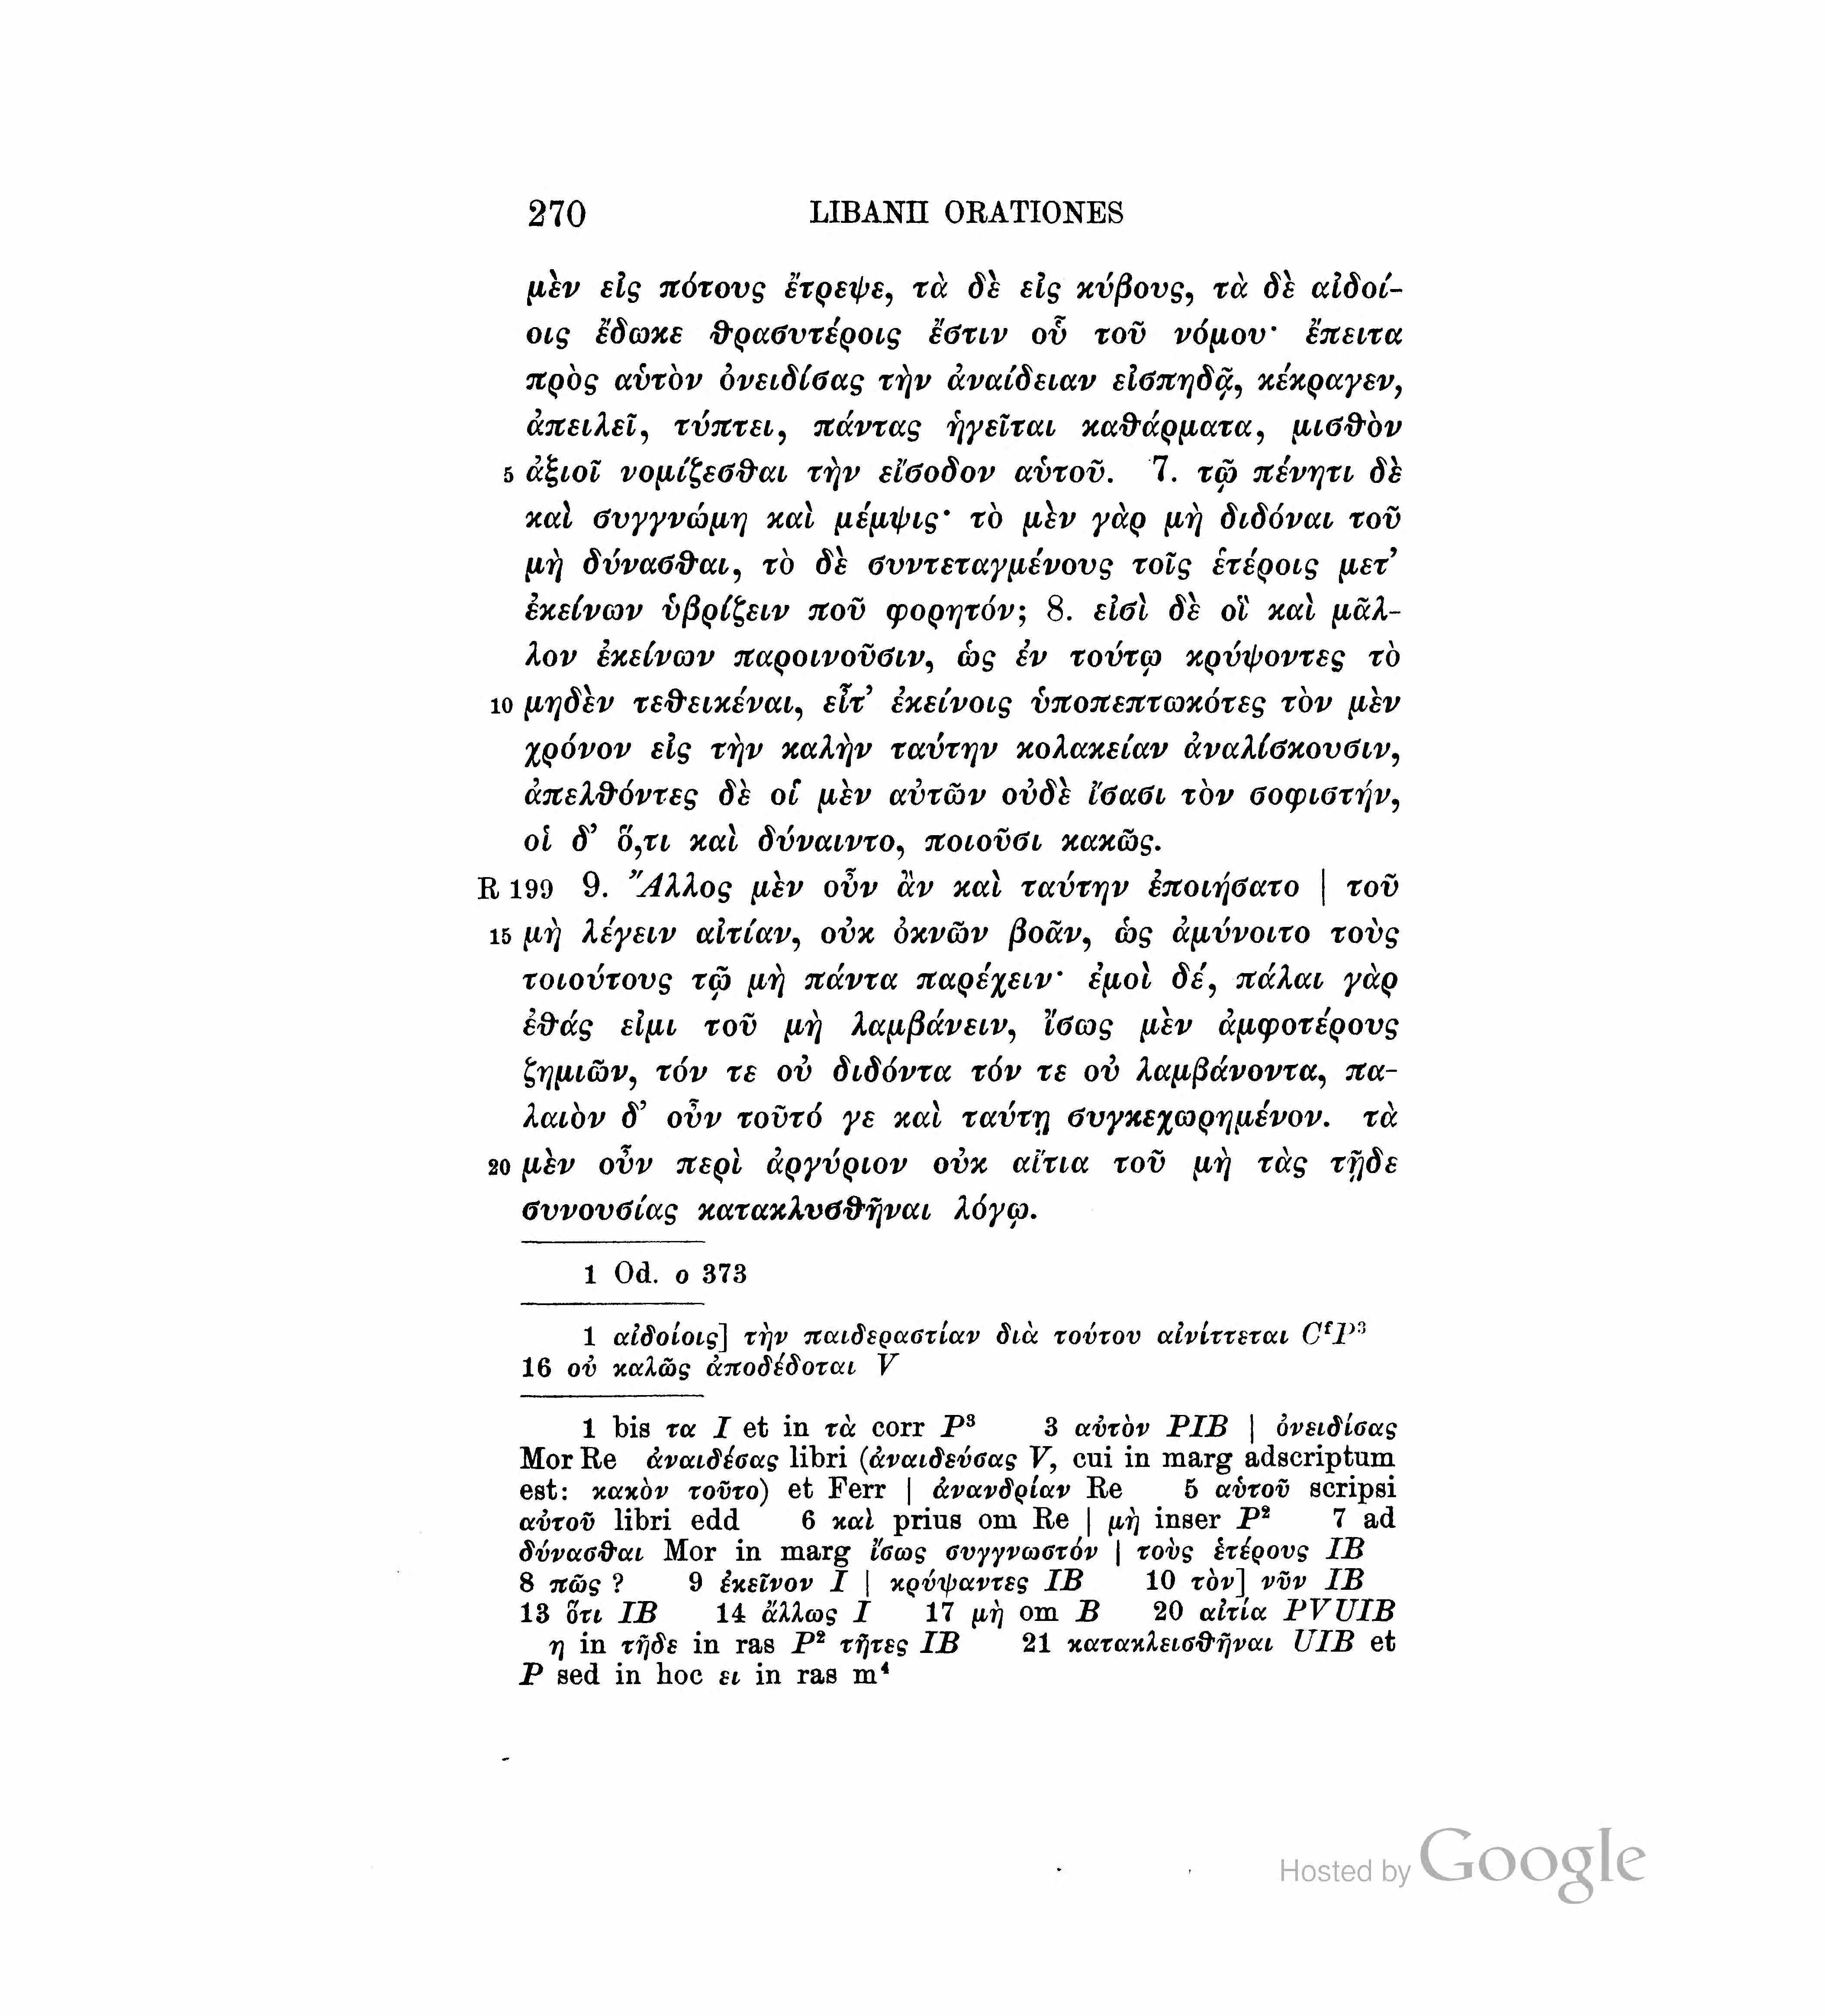 270 LIBANII ORATIONES
μὲν εἰς πότους ἔτρεψε, τὰ δὲ εἰς κύβους, τὰ δὲ αἰδοί-
οις ἔδωκε θρασυτέροις ἔστιν οὗ τοῦ νόμου· ἔπειτα
πρὸς αὑτὸν ὀνειδίσας τὴν ἀναίδειαν εἰσπηδᾷ, κέκραγεν,
ἀπειλεῖ, τύπτει, πάντας ἡγεῖται καθάρματα, μισθὸν
5 ἀξιοῖ νομίζεσθαι τὴν εἴσοδον αὑτοῦ. 7. τῷ πένητι δὲ
καὶ συγγνώμη καὶ μέμψις· τὸ μὲν γὰρ μὴ διδόναι τοῦ
μὴ δύνασθαι, τὸ δὲ συντεταγμένους τοῖς ἑτέροις μετ’
ἐκείνων ὑβρίζειν ποῦ φορητόν; 8. εἰσὶ δὲ οἳ καὶ μᾶλ-
λον ἐκείνων παροινοῦσιν, ὡς ἐν τούτῳ κρύψοντες τὸ
10 μηδὲν τεθεικέναι, εἶτ’ ἐκείνοις ὑποπεπτωκότες τὸν μὲν
χρόνον εἰς τὴν καλὴν ταύτην κολακείαν ἀναλίσκουσιν,
ἀπελθόντες δὲ οἱ μὲν αὐτῶν οὐδὲ ἴσασι τὸν σοφιστήν,
οἱ δ’ ὅ,τι καὶ δύναιντο, ποιοῦσι κακῶς.
R 199 9. Ἄλλος μὲν οὖν ἂν καὶ ταύτην ἐποιήσατο | τοῦ
15 μὴ λέγειν αἰτίαν, οὐκ ὀκνῶν βοᾶν, ὡς ἀμύνοιτο τοὺς
τοιούτους τῷ μὴ πάντα παρέχειν· ἐμοὶ δέ, πάλαι γὰρ
ἐθάς εἰμι τοῦ μὴ λαμβάνειν, ἴσως μὲν ἀμφοτέρους
ζημιῶν, τόν τε οὐ διδόντα τόν τε οὐ λαμβάνοντα, πα-
λαιὸν δ’ οὖν τοῦτό γε καὶ ταύτῃ συγκεχωρημένον. τὰ
20 μὲν οὖν περὶ ἀργύριον οὐκ αἴτια τοῦ μὴ τὰς τῇδε
συνουσίας κατακλυσθῆναι λόγῳ.
1 Od. ο 373
1 αἰδοίοις] τὴν παιδεραστίαν διὰ τούτου αἰνίττεται CᶠP³
16 οὐ καλῶς ἀποδέδοται V
1 bis τα I et in τὰ corr P³ 3 αὐτὸν PIB | ὀνειδίσας
Mor Re ἀναιδέσας libri (ἀναιδεύσας V, cui in marg adscriptum
est: κακὸν τοῦτο) et Ferr | ἀνανδρίαν Re 5 αὑτοῦ scripsi
αὐτοῦ libri edd 6 καὶ prius om Re | μὴ inser P² 7 ad
δύνασθαι Mor in marg ἴσως συγγνωστόν | τοὺς ἑτέρους IB
8 πῶς ? 9 ἐκεῖνον I | κρύψαντες IB 10 τὸν] νῦν IB
13 ὅτι IB 14 ἄλλως I 17 μὴ om B 20 αἰτία PVUIB
η in τῇδε in ras P² τῆτες IB 21 κατακλεισθῆναι UIB et
P sed in hoc ει in ras m⁴
Hosted by Google